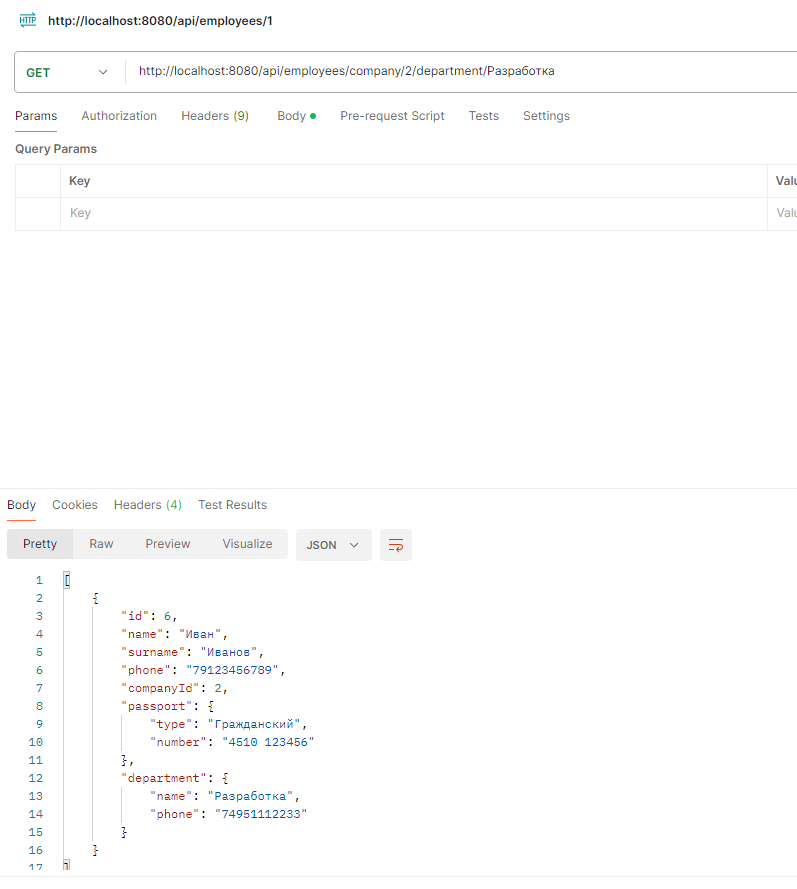 HTTP http://localhost:8080/api/employees/1
GET http://localhost:8080/api/employees/company/2/department/Разработка
Params Authorization Headers (9) Body Pre-request Script Tests Settings
Query Params
Key Valu
Key Valu
Body Cookies Headers (4) Test Results
Pretty Raw Preview Visualize JSON
1 [
2 {
3 "id": 6,
4 "name": "Иван",
5 "surname": "Иванов",
6 "phone": "79123456789",
7 "companyId": 2,
8 "passport": {
9 "type": "Гражданский",
10 "number": "4510 123456"
11 },
12 "department": {
13 "name": "Разработка",
14 "phone": "74951112233"
15 }
16 }
17 ]